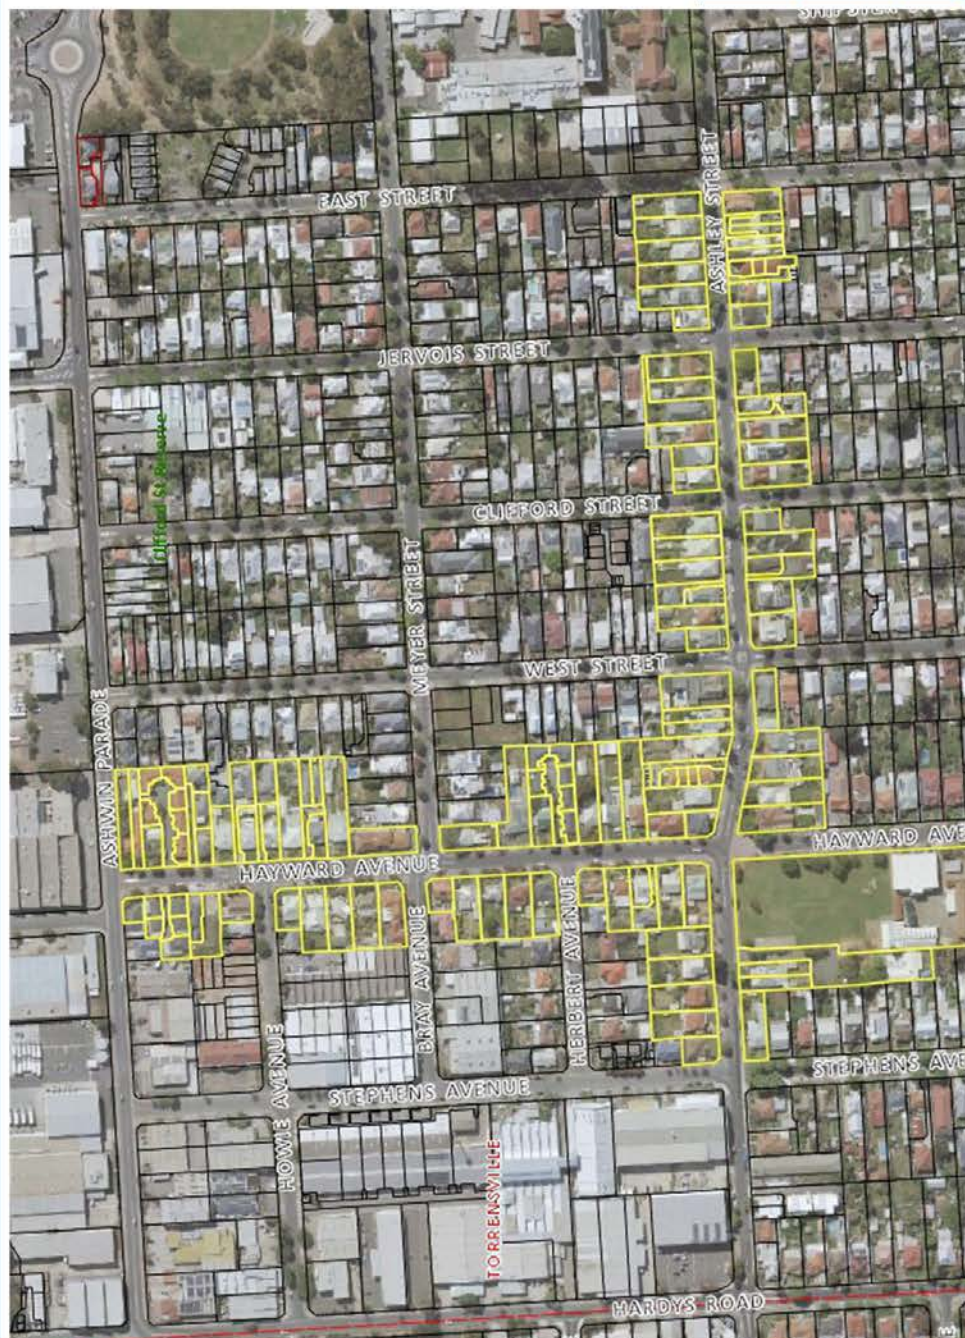 EAST STREET
ASHLEY STREET
JERVOIS STREET
Clifford St Reserve
CLIFFORD STREET
MEYER STREET
WEST STREET
ASHWIN PARADE
HAYWARD AVENUE
HAYWARD AVE
BRAY AVENUE
HERBERT AVENUE
HOWIE AVENUE
STEPHENS AVENUE
STEPHENS AVE
TORRENSVILLE
HARDYS ROAD